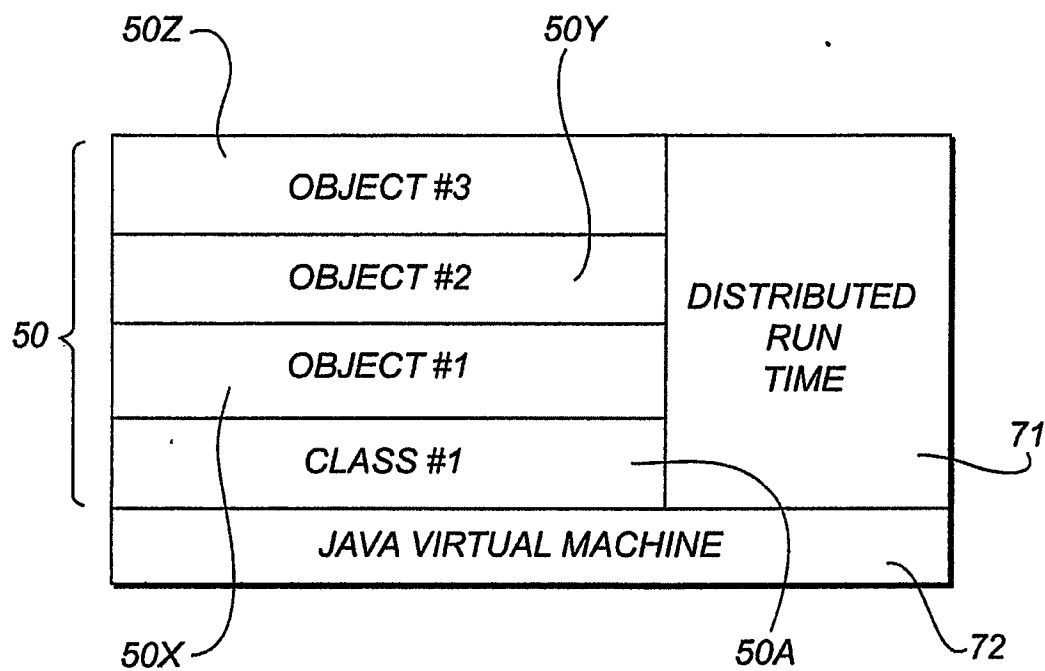 50Z
50Y
OBJECT #3
OBJECT #2
DISTRIBUTED
RUN
TIME
50
OBJECT #1
71
CLASS #1
JAVA VIRTUAL MACHINE
50X
50A
72